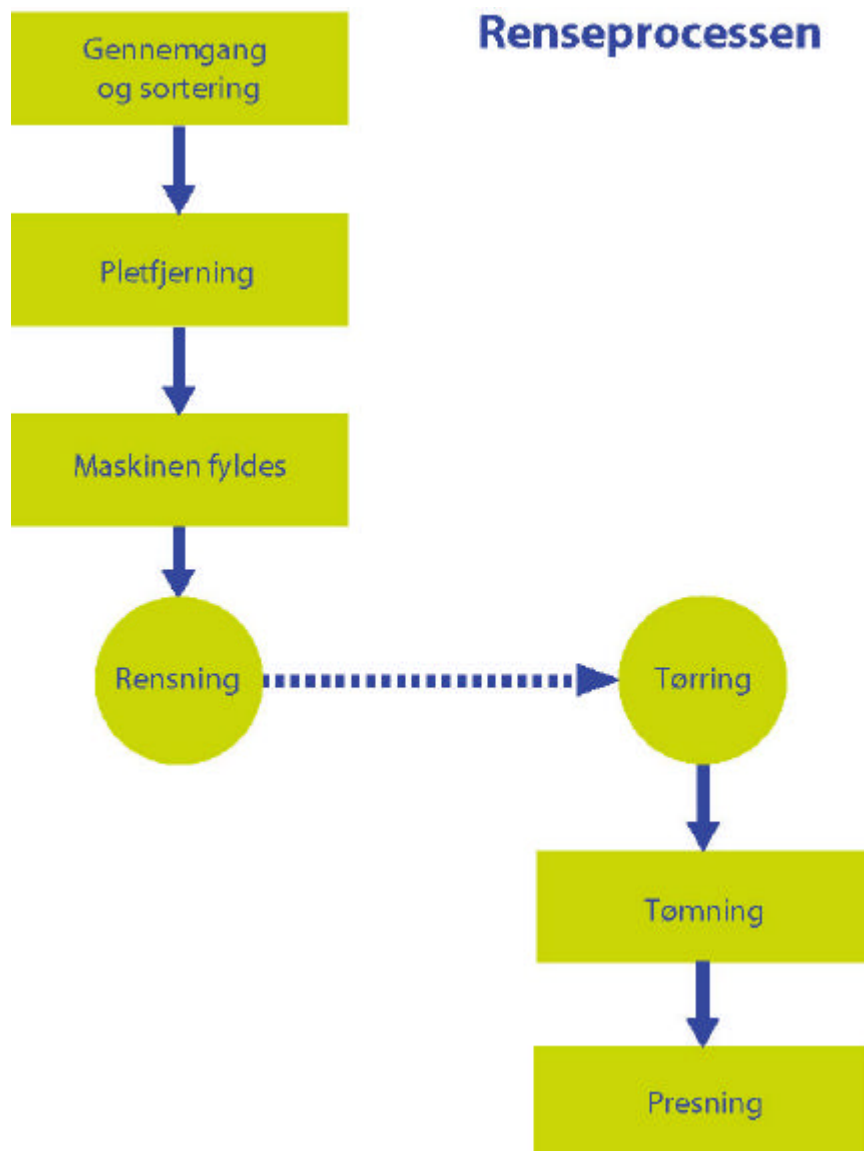 Renseprocessen
Gennemgang
og sortering
Pletfjerning
Maskinen fyldes
Rensning
Tørring
Tømning
Presning